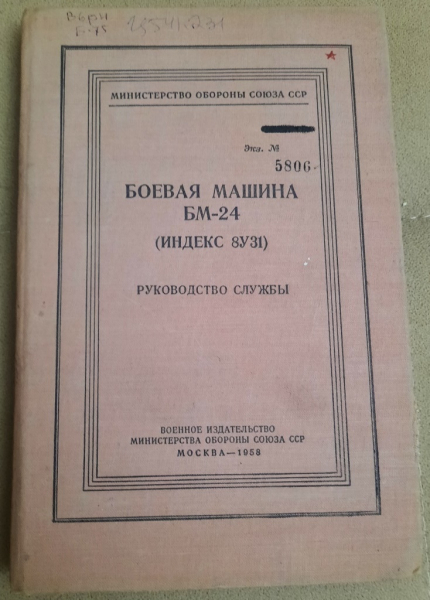 МИНИСТЕРСТВО ОБОРОНЫ СОЮЗА ССР
Экз. №
5806
БОЕВАЯ МАШИНА
БМ-24
(ИНДЕКС 8У31)
РУКОВОДСТВО СЛУЖБЫ
ВОЕННОЕ ИЗДАТЕЛЬСТВО
МИНИСТЕРСТВА ОБОРОНЫ СОЮЗА ССР
МОСКВА—1958